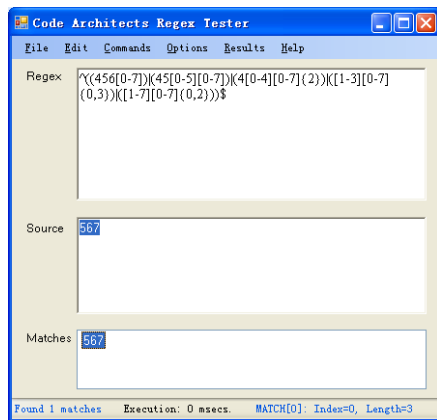 Code Architects Regex Tester
File Edit Commands Options Results Help
Regex
^((456[0-7])|(45[0-5][0-7])|(4[0-4][0-7]{2})|([1-3][0-7]
{0,3})|([1-7][0-7]{0,2}))$
Source
567
Matches
567
Found 1 matches Execution: 0 msecs. MATCH[0]: Index=0, Length=3